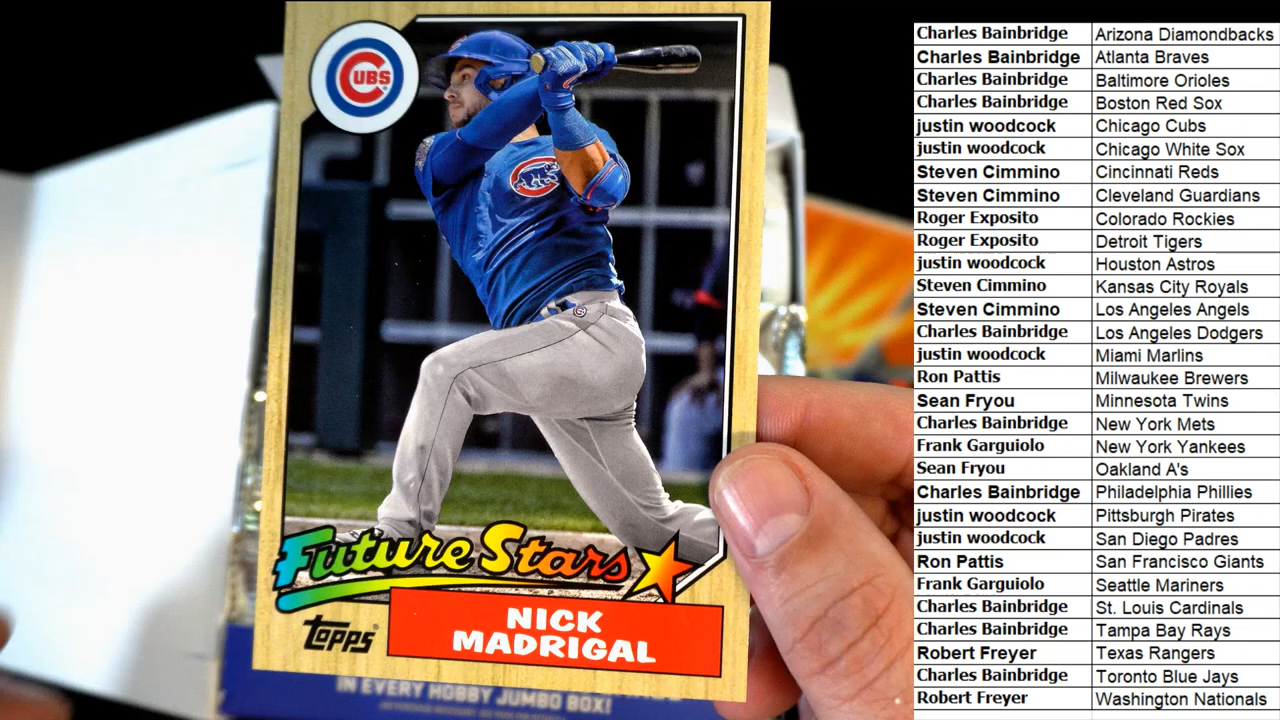 CUBS
Future Stars
topps
NICK
MADRIGAL
IN EVERY HOBBY JUMBO BOX!
Charles Bainbridge Arizona Diamondbacks
Charles Bainbridge Atlanta Braves
Charles Bainbridge Baltimore Orioles
Charles Bainbridge Boston Red Sox
justin woodcock Chicago Cubs
justin woodcock Chicago White Sox
Steven Cimmino Cincinnati Reds
Steven Cimmino Cleveland Guardians
Roger Exposito Colorado Rockies
Roger Exposito Detroit Tigers
justin woodcock Houston Astros
Steven Cimmino Kansas City Royals
Steven Cimmino Los Angeles Angels
Charles Bainbridge Los Angeles Dodgers
justin woodcock Miami Marlins
Ron Pattis Milwaukee Brewers
Sean Fryou Minnesota Twins
Charles Bainbridge New York Mets
Frank Garguiolo New York Yankees
Sean Fryou Oakland A's
Charles Bainbridge Philadelphia Phillies
justin woodcock Pittsburgh Pirates
justin woodcock San Diego Padres
Ron Pattis San Francisco Giants
Frank Garguiolo Seattle Mariners
Charles Bainbridge St. Louis Cardinals
Charles Bainbridge Tampa Bay Rays
Robert Freyer Texas Rangers
Charles Bainbridge Toronto Blue Jays
Robert Freyer Washington Nationals